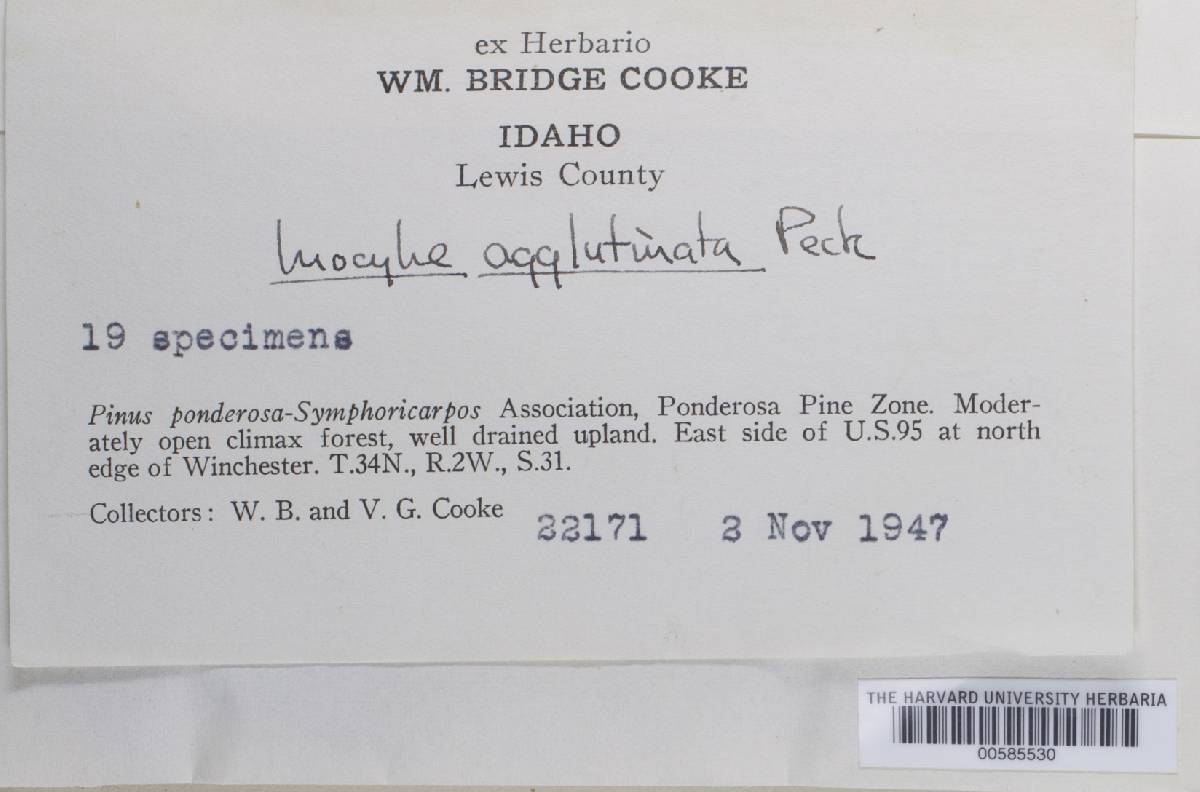 ex Herbario
WM. BRIDGE COOKE
IDAHO
Lewis County
Inocybe agglutinata Peck
19 specimens
Pinus ponderosa-Symphoricarpos Association, Ponderosa Pine Zone. Moder-
ately open climax forest, well drained upland. East side of U.S.95 at north
edge of Winchester. T.34N., R.2W., S.31.
Collectors: W. B. and V. G. Cooke 22171 2 Nov 1947
THE HARVARD UNIVERSITY HERBARIA
00585530